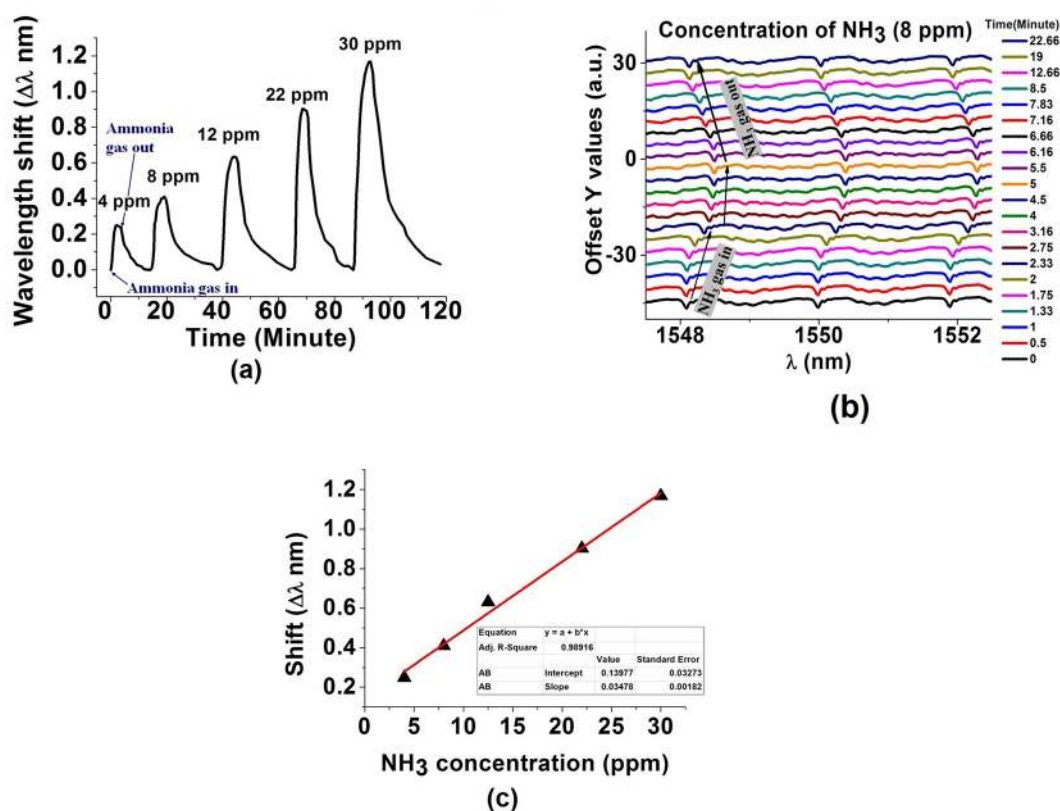 30 ppm
22 ppm
12 ppm
8 ppm
4 ppm
Ammonia
gas out
Ammonia gas in
Wavelength shift (Δλ nm)
1.2
1.0
0.8
0.6
0.4
0.2
0.0
0 20 40 60 80 100 120
Time (Minute)
(a)
Concentration of NH3 (8 ppm)
Offset Y values (a.u.)
30
0
-30
NH3 gas out
NH3 gas in
1548 1550 1552
λ (nm)
Time(Minute)
22.66
19
12.66
8.5
7.83
7.16
6.66
6.16
5.5
5
4.5
4
3.16
2.75
2.33
2
1.75
1.33
1
0.5
0
(b)
Shift (Δλ nm)
1.2
1.0
0.8
0.6
0.4
0.2
Equation y = a + b*x
Adj. R-Square 0.98916
Value Standard Error
AB Intercept 0.13977 0.03273
AB Slope 0.03478 0.00182
0 5 10 15 20 25 30
NH3 concentration (ppm)
(c)